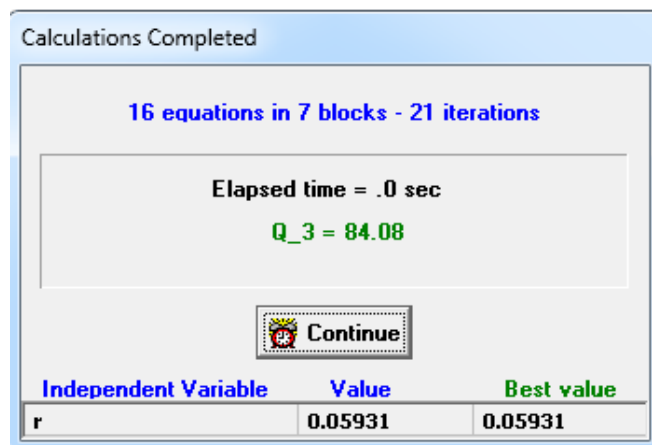 Calculations Completed
16 equations in 7 blocks - 21 iterations
Elapsed time = .0 sec
Q_3 = 84.08
Continue
Independent Variable Value Best value
r 0.05931 0.05931